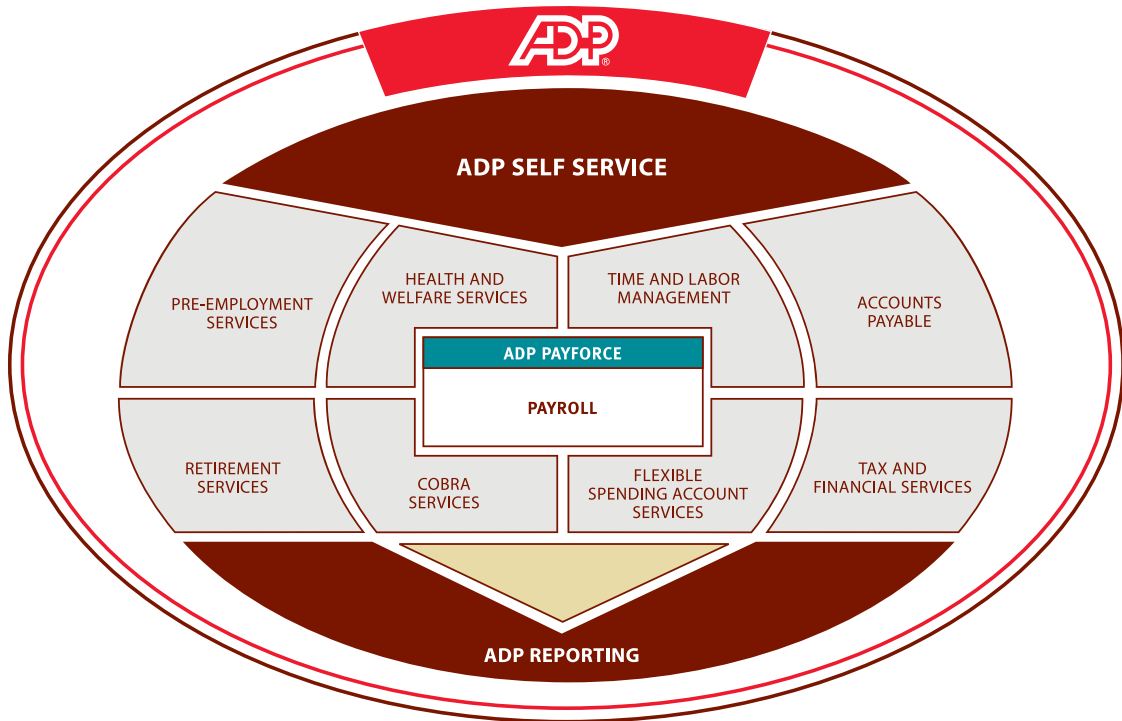 ADP®
ADP SELF SERVICE
PRE-EMPLOYMENT
SERVICES
HEALTH AND
WELFARE SERVICES
TIME AND LABOR
MANAGEMENT
ACCOUNTS
PAYABLE
ADP PAYFORCE
PAYROLL
RETIREMENT
SERVICES
COBRA
SERVICES
FLEXIBLE
SPENDING ACCOUNT
SERVICES
TAX AND
FINANCIAL SERVICES
ADP REPORTING